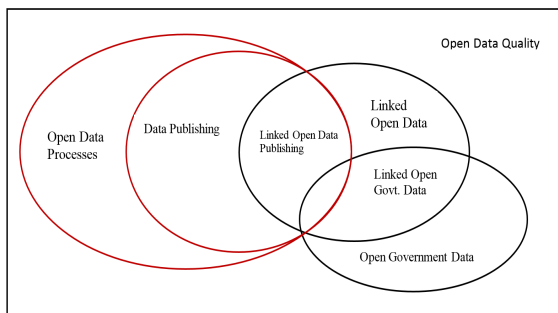 Open Data Quality
Open Data
Processes
Data Publishing
Linked Open Data
Publishing
Linked
Open Data
Linked Open
Govt. Data
Open Government Data